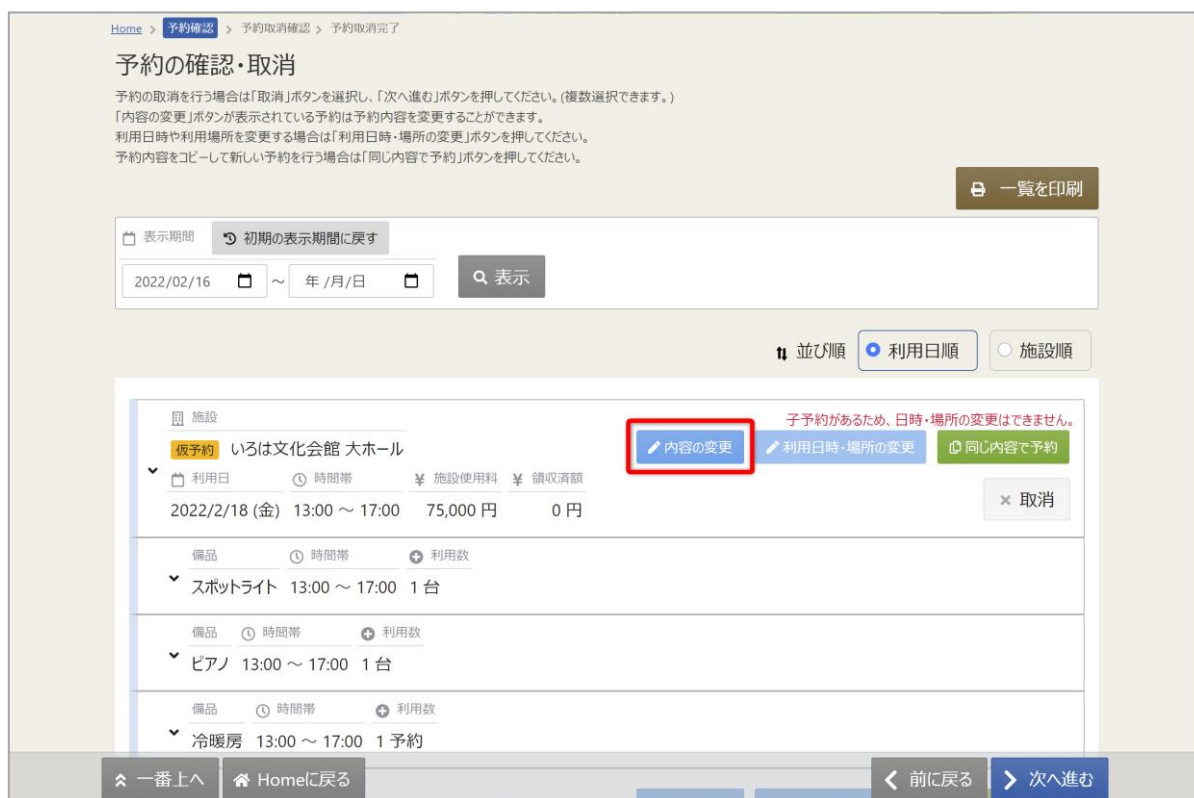 Home > 予約確認 > 予約取消確認 > 予約取消完了
予約の確認・取消
予約の取消を行う場合は「取消」ボタンを選択し、「次へ進む」ボタンを押してください。(複数選択できます。)
「内容の変更」ボタンが表示されている予約は予約内容を変更することができます。
利用日時や利用場所を変更する場合は「利用日時・場所の変更」ボタンを押してください。
予約内容をコピーして新しい予約を行う場合は「同じ内容で予約」ボタンを押してください。
一覧を印刷
表示期間 初期の表示期間に戻す
2022/02/16 ～ 年 /月/日 表示
並び順 利用日順 施設順
施設 子予約があるため、日時・場所の変更はできません。
仮予約 いろは文化会館 大ホール 内容の変更 利用日時・場所の変更 同じ内容で予約
利用日 時間帯 ¥ 施設使用料 ¥ 領収済額
2022/2/18 (金) 13:00 ～ 17:00 75,000 円 0 円 × 取消
備品 時間帯 利用数
スポットライト 13:00 ～ 17:00 1 台
備品 時間帯 利用数
ピアノ 13:00 ～ 17:00 1 台
備品 時間帯 利用数
冷暖房 13:00 ～ 17:00 1 予約
一番上へ Homeに戻る 前に戻る 次へ進む